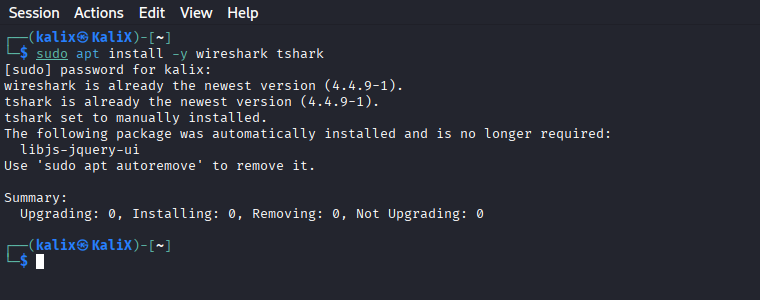 Session Actions Edit View Help
┌──(kalix㉿KaliX)-[~]
└─$ sudo apt install -y wireshark tshark
[sudo] password for kalix:
wireshark is already the newest version (4.4.9-1).
tshark is already the newest version (4.4.9-1).
tshark set to manually installed.
The following package was automatically installed and is no longer required:
  libjs-jquery-ui
Use 'sudo apt autoremove' to remove it.

Summary:
  Upgrading: 0, Installing: 0, Removing: 0, Not Upgrading: 0

┌──(kalix㉿KaliX)-[~]
└─$